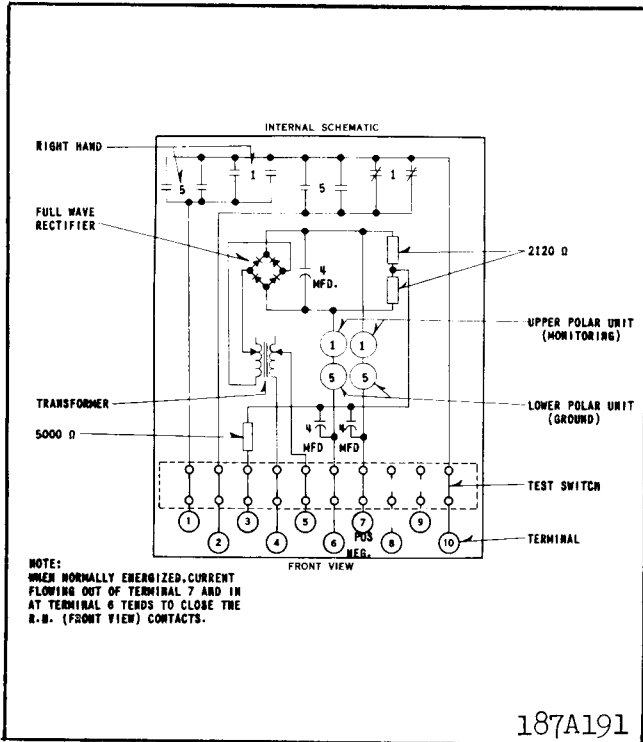 INTERNAL SCHEMATIC
RIGHT HAND
5 1 5 1
FULL WAVE
RECTIFIER
4
MFD.
2120 Ω
UPPER POLAR UNIT
(MONITORING)
1 1
5 5
LOWER POLAR UNIT
(GROUND)
TRANSFORMER
5000 Ω
4 4
MFD MFD
TEST SWITCH
1 3 5 7 9
POS
2 4 6 8 10
NEG.
TERMINAL
FRONT VIEW
NOTE:
WHEN NORMALLY ENERGIZED, CURRENT
FLOWING OUT OF TERMINAL 7 AND IN
AT TERMINAL 6 TENDS TO CLOSE THE
R.H. (FRONT VIEW) CONTACTS.
187A191